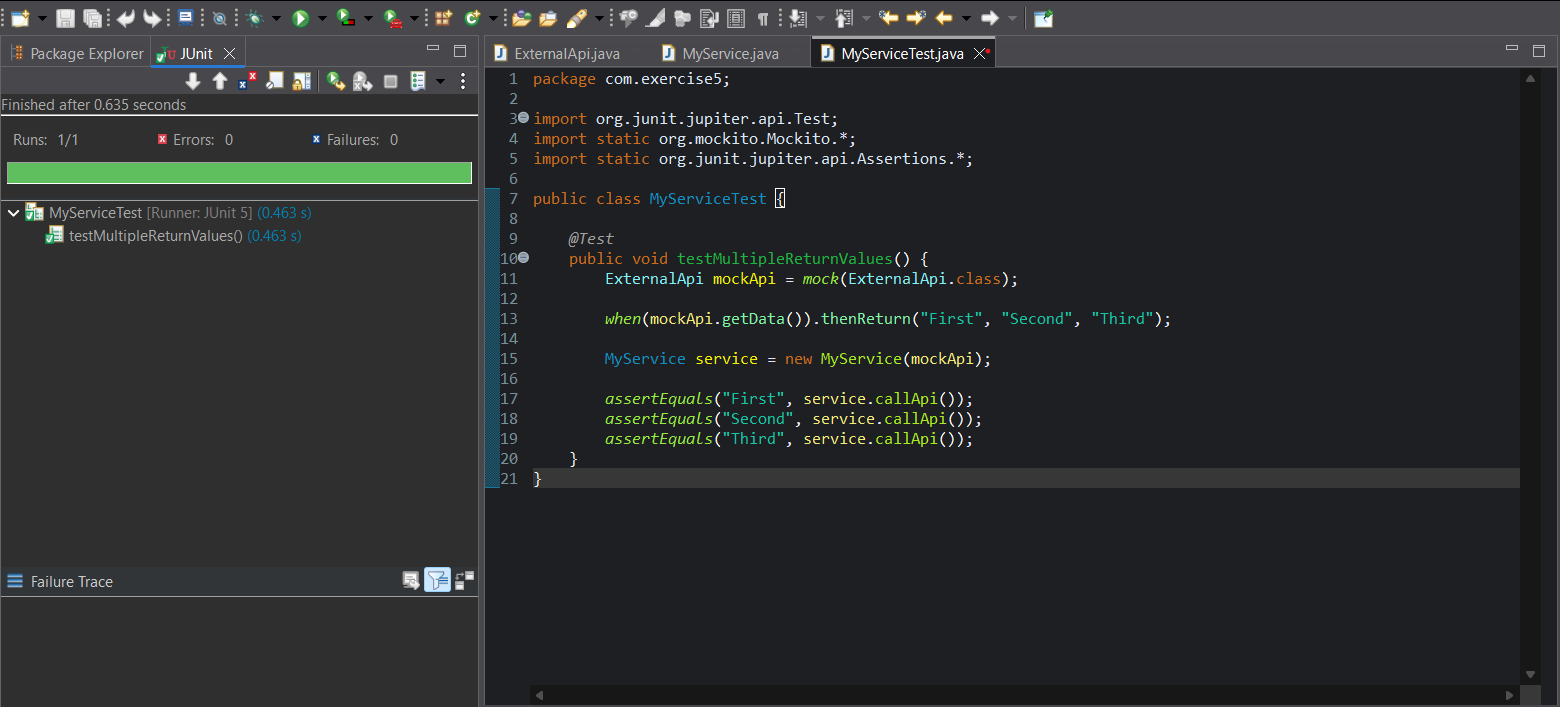 Package Explorer
JUnit
Finished after 0.635 seconds
Runs: 1/1
Errors: 0
Failures: 0
MyServiceTest [Runner: JUnit 5] (0.463 s)
testMultipleReturnValues() (0.463 s)
Failure Trace
ExternalApi.java
MyService.java
MyServiceTest.java
1 package com.exercise5;
2
3 import org.junit.jupiter.api.Test;
4 import static org.mockito.Mockito.*;
5 import static org.junit.jupiter.api.Assertions.*;
6
7 public class MyServiceTest {
8
9     @Test
10     public void testMultipleReturnValues() {
11         ExternalApi mockApi = mock(ExternalApi.class);
12
13         when(mockApi.getData()).thenReturn("First", "Second", "Third");
14
15         MyService service = new MyService(mockApi);
16
17         assertEquals("First", service.callApi());
18         assertEquals("Second", service.callApi());
19         assertEquals("Third", service.callApi());
20     }
21 }